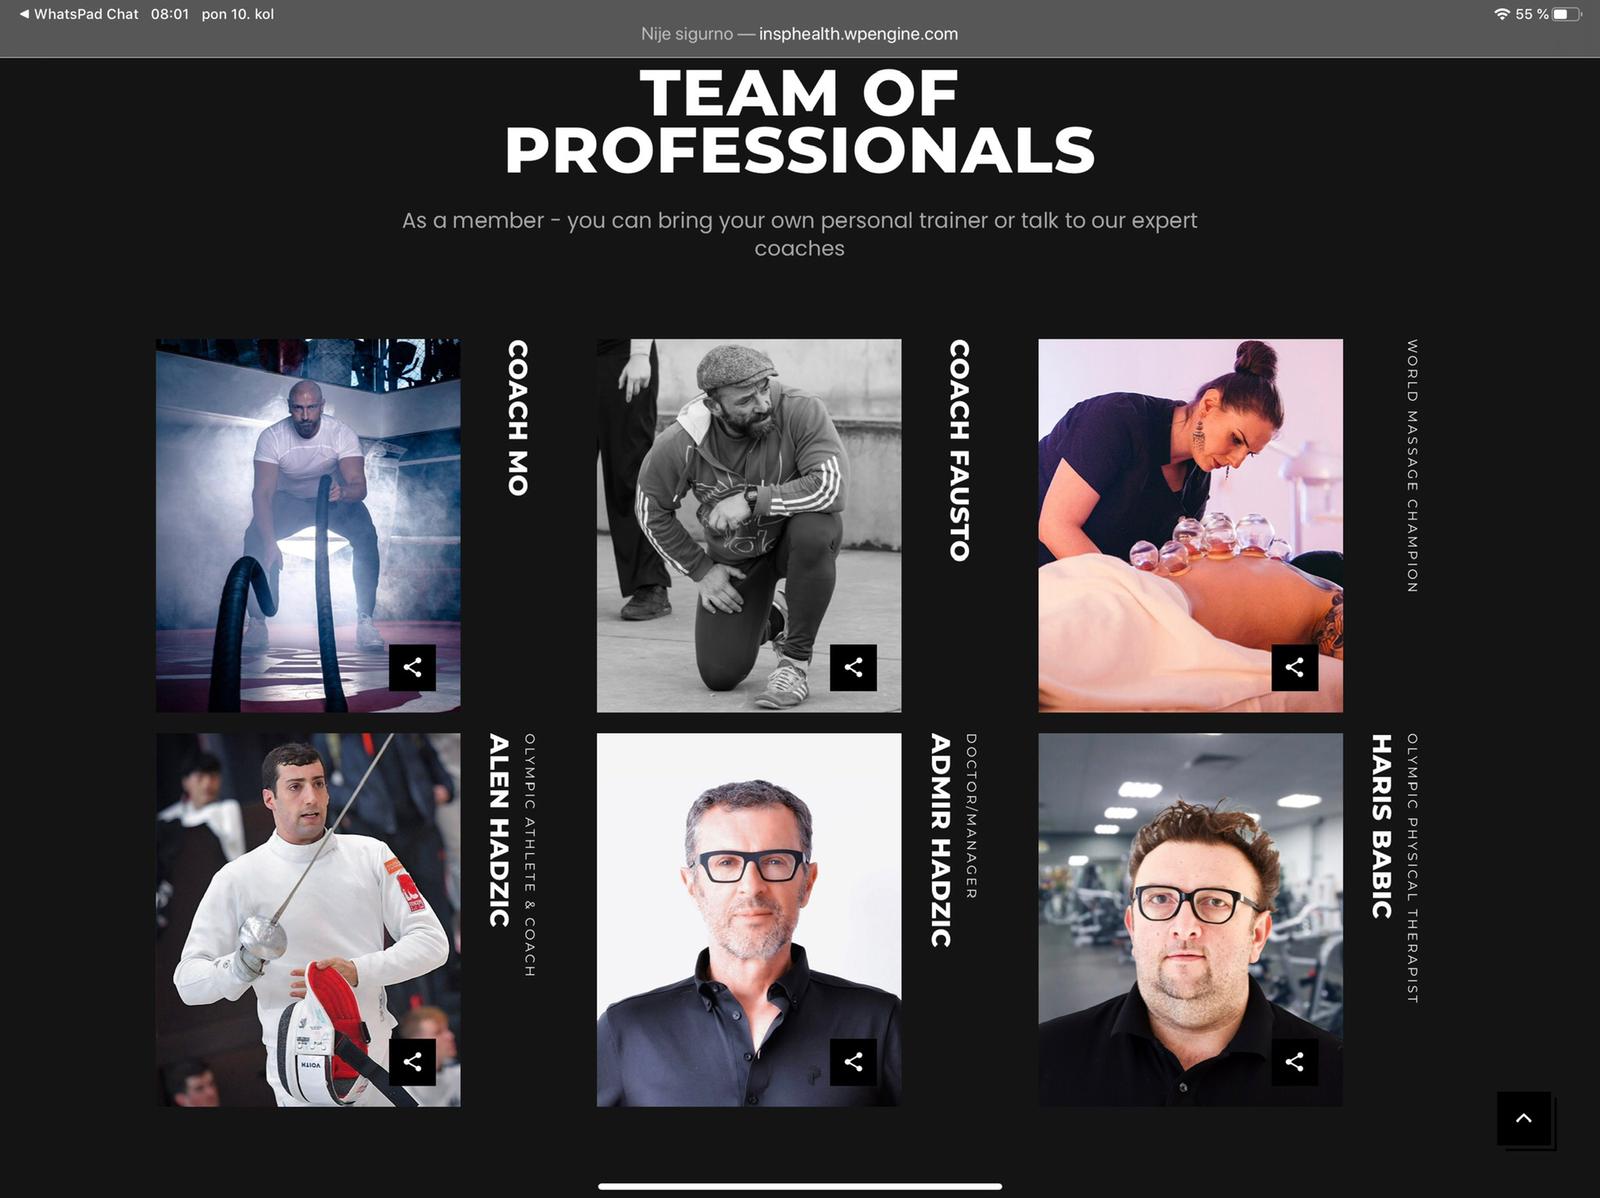 WhatsPad Chat 08:01 pon 10. kol
55 %
Nije sigurno — insphealth.wpengine.com
TEAM OF
PROFESSIONALS
As a member - you can bring your own personal trainer or talk to our expert
coaches
COACH MO
COACH FAUSTO
WORLD MASSAGE CHAMPION
ALEN HADZIC
OLYMPIC ATHLETE & COACH
VOITH
ADMIR HADZIC
DOCTOR/MANAGER
HARIS BABIC
OLYMPIC PHYSICAL THERAPIST